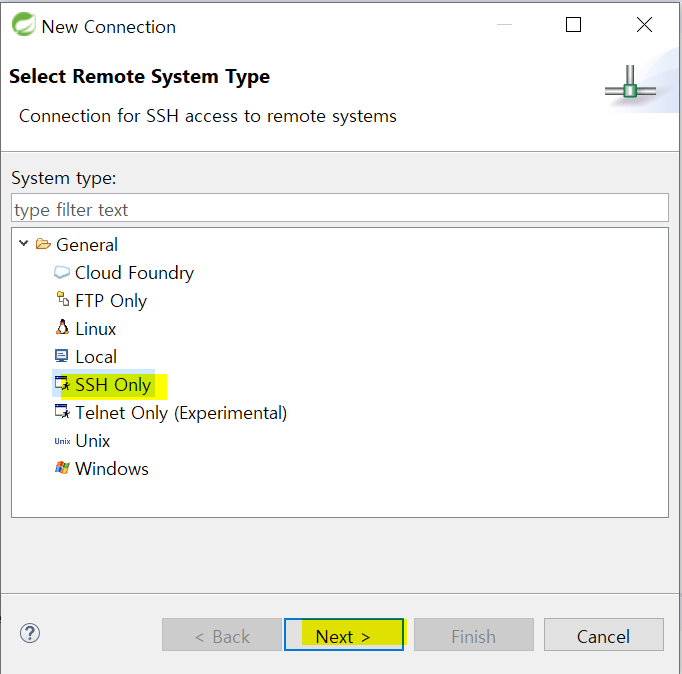 New Connection
Select Remote System Type
Connection for SSH access to remote systems
System type:
type filter text
General
Cloud Foundry
FTP Only
Linux
Local
SSH Only
Telnet Only (Experimental)
Unix Unix
Windows
? < Back Next > Finish Cancel